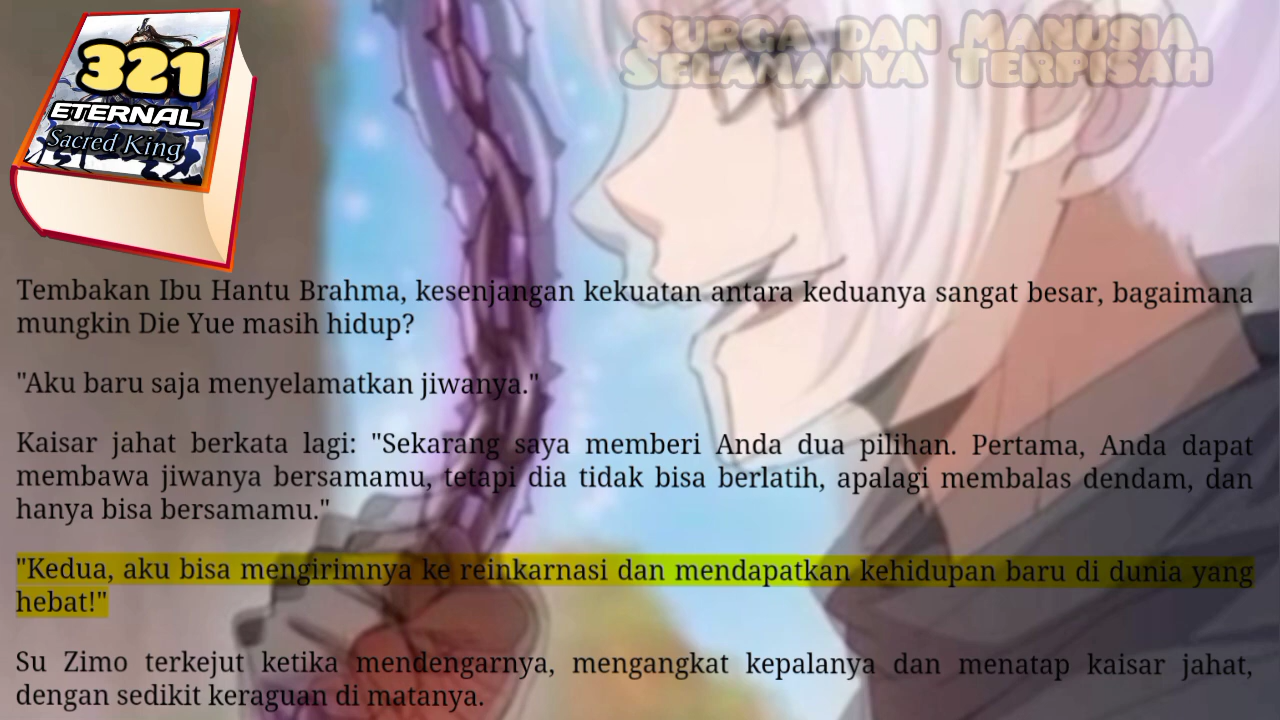 321
ETERNAL
Sacred King
SURGA DAN MANUSIA
SELAMANYA TERPISAH
Tembakan Ibu Hantu Brahma, kesenjangan kekuatan antara keduanya sangat besar, bagaimana
mungkin Die Yue masih hidup?
"Aku baru saja menyelamatkan jiwanya."
Kaisar jahat berkata lagi: "Sekarang saya memberi Anda dua pilihan. Pertama, Anda dapat
membawa jiwanya bersamamu, tetapi dia tidak bisa berlatih, apalagi membalas dendam, dan
hanya bisa bersamamu."
"Kedua, aku bisa mengirimnya ke reinkarnasi dan mendapatkan kehidupan baru di dunia yang
hebat!"
Su Zimo terkejut ketika mendengarnya, mengangkat kepalanya dan menatap kaisar jahat,
dengan sedikit keraguan di matanya.